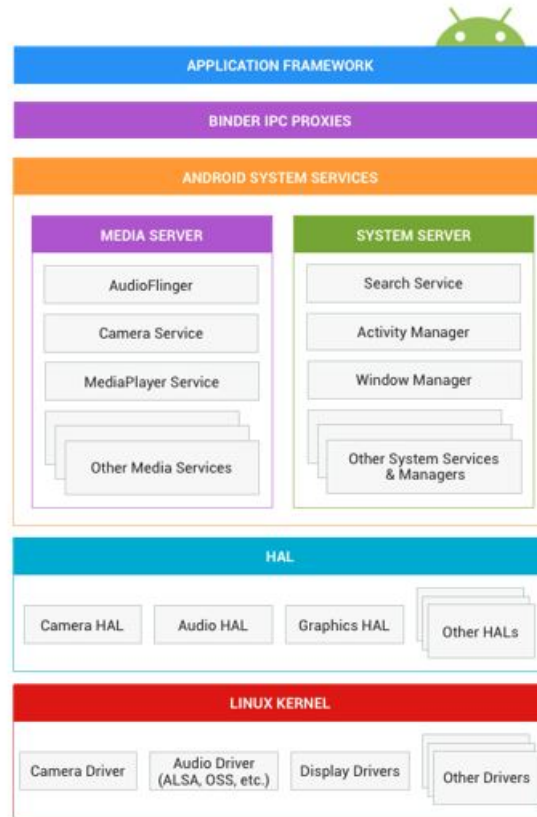 APPLICATION FRAMEWORK
BINDER IPC PROXIES
ANDROID SYSTEM SERVICES
MEDIA SERVER
AudioFlinger
Camera Service
MediaPlayer Service
Other Media Services
SYSTEM SERVER
Search Service
Activity Manager
Window Manager
Other System Services
& Managers
HAL
Camera HAL
Audio HAL
Graphics HAL
Other HALs
LINUX KERNEL
Camera Driver
Audio Driver
(ALSA, OSS, etc.)
Display Drivers
Other Drivers